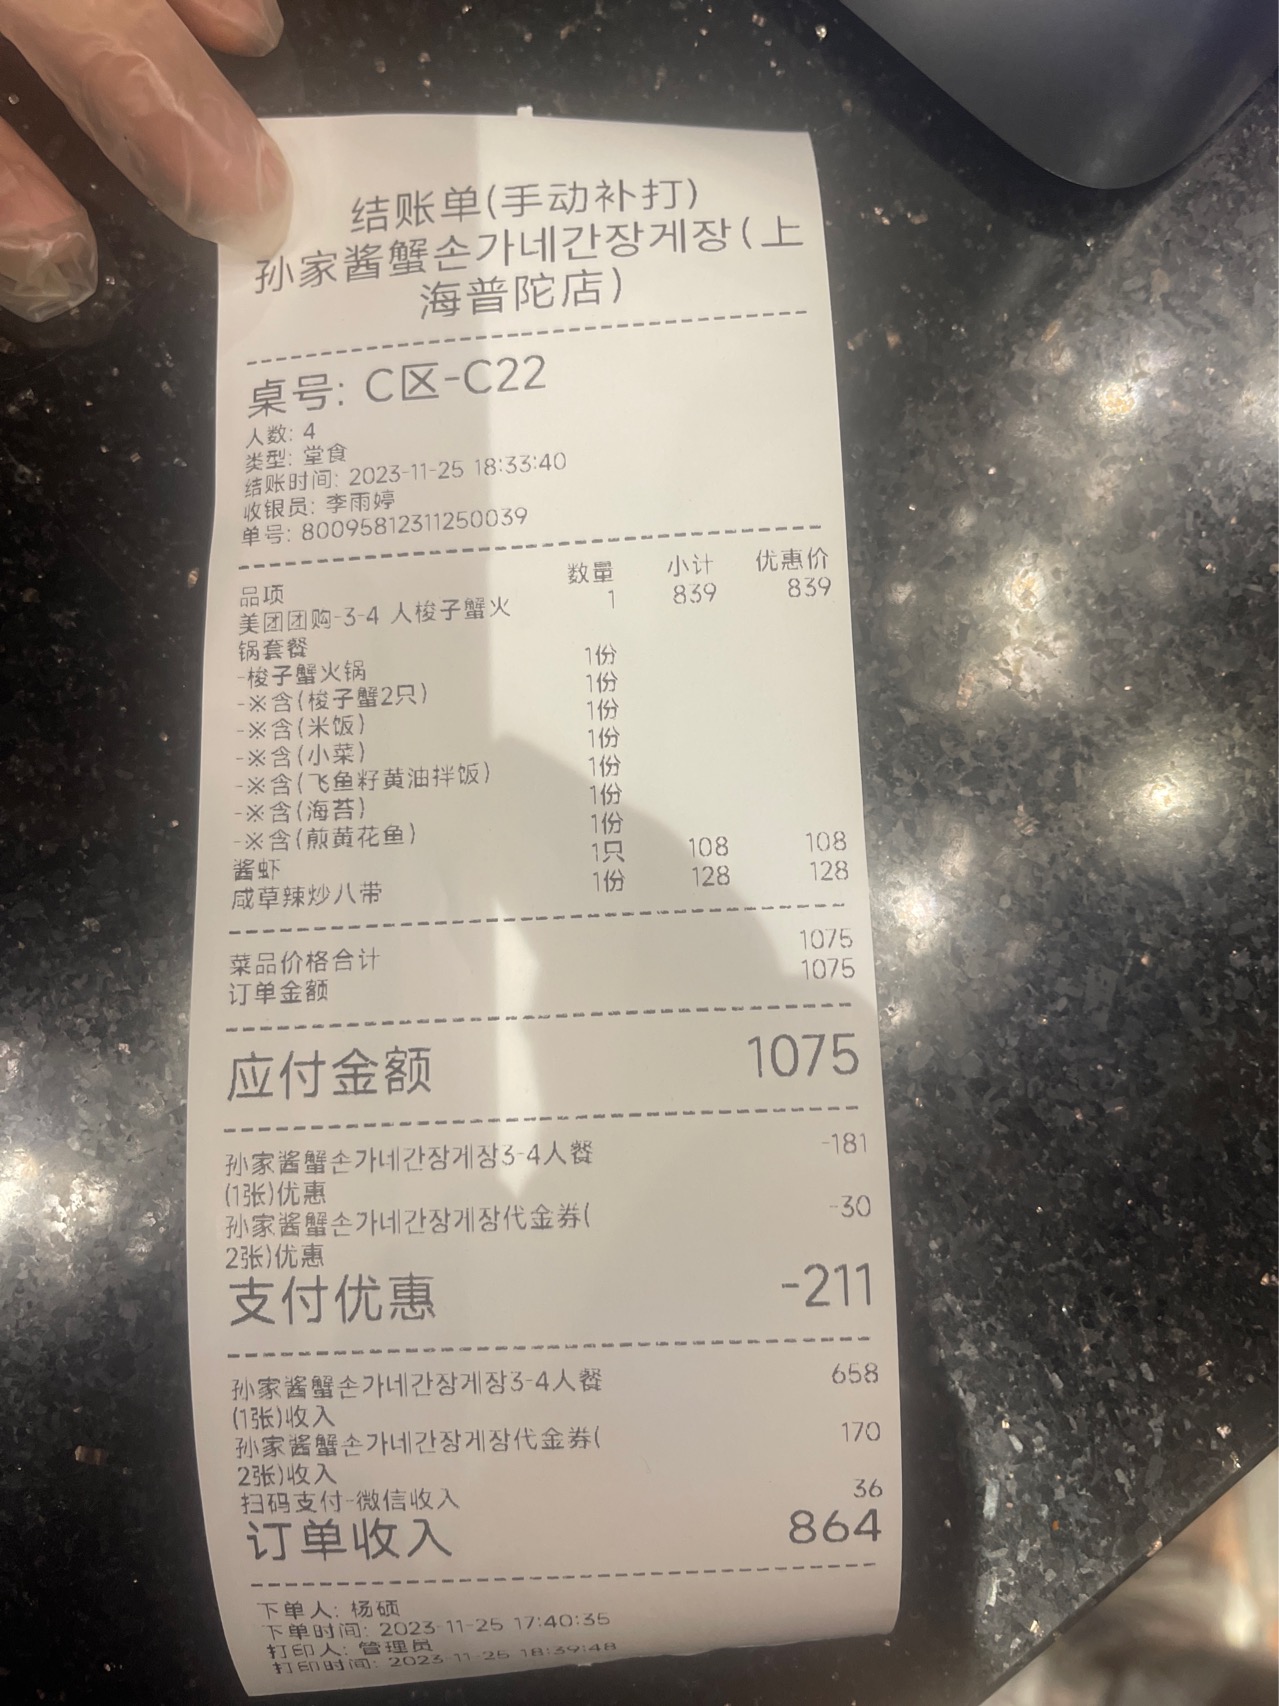 结账单(手动补打)
孙家酱蟹손가네간장게장(上
海普陀店)
桌号: C区-C22
人数: 4
类型: 堂食
结账时间: 2023-11-25 18:33:40
收银员: 李雨婷
单号: 80095812311250039
品项 数量 小计 优惠价
美团团购-3-4 人梭子蟹火 1 839 839
锅套餐
-梭子蟹火锅 1份
-※含(梭子蟹2只) 1份
-※含(米饭) 1份
-※含(小菜) 1份
-※含(飞鱼籽黄油拌饭) 1份
-※含(海苔) 1份
-※含(煎黄花鱼) 1份
酱虾 1只 108 108
咸草辣炒八带 1份 128 128
菜品价格合计 1075
订单金额 1075
应付金额 1075
孙家酱蟹손가네간장게장3-4人餐 -181
(1张)优惠
孙家酱蟹손가네간장게장代金券( -30
2张)优惠
支付优惠 -211
孙家酱蟹손가네간장게장3-4人餐 658
(1张)收入
孙家酱蟹손가네간장게장代金券( 170
2张)收入
扫码支付-微信收入 36
订单收入 864
下单人: 杨硕
下单时间: 2023-11-25 17:40:35
打印人: 管理员
打印时间: 2023-11-25 18:39:48